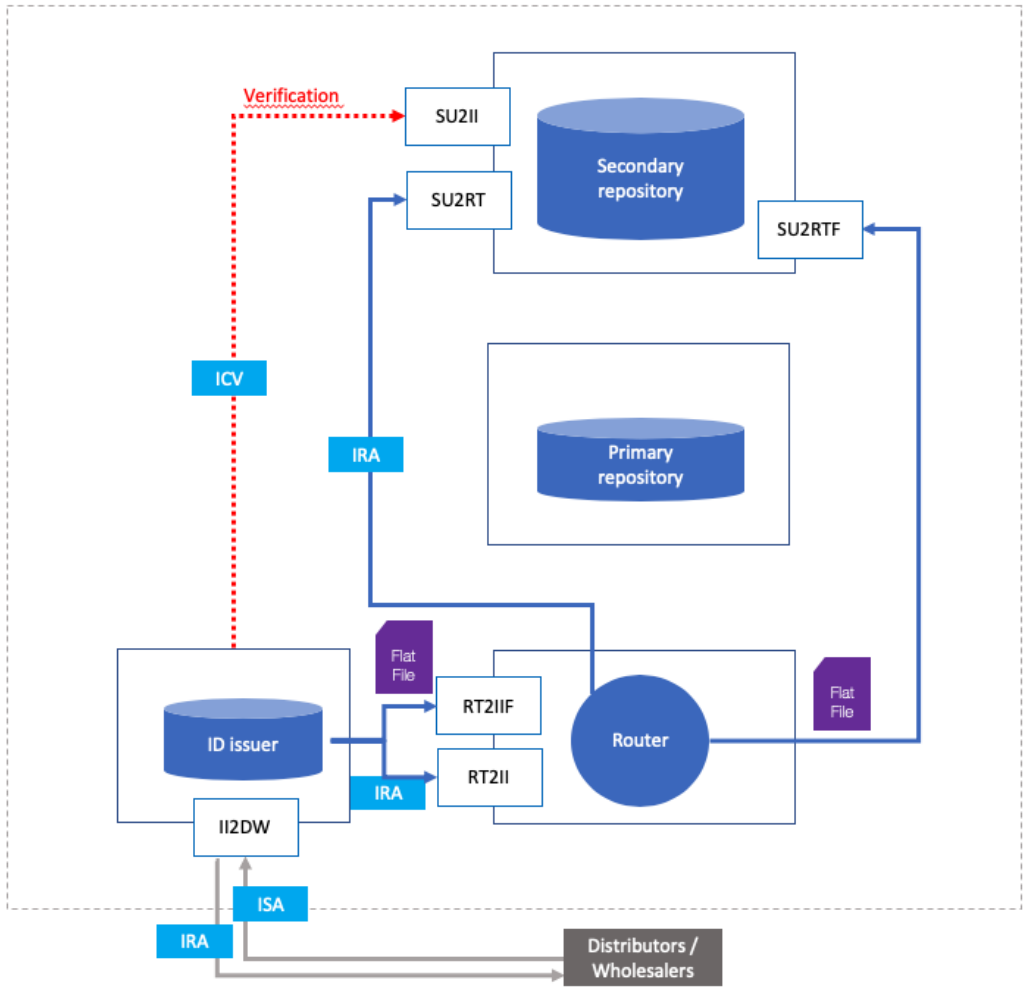 Verification
SU2II
Secondary
repository
SU2RT
SU2RTF
ICV
IRA
Primary
repository
Flat
File
RT2IIF
ID issuer
Router
Flat
File
RT2II
IRA
II2DW
ISA
IRA
Distributors /
Wholesalers